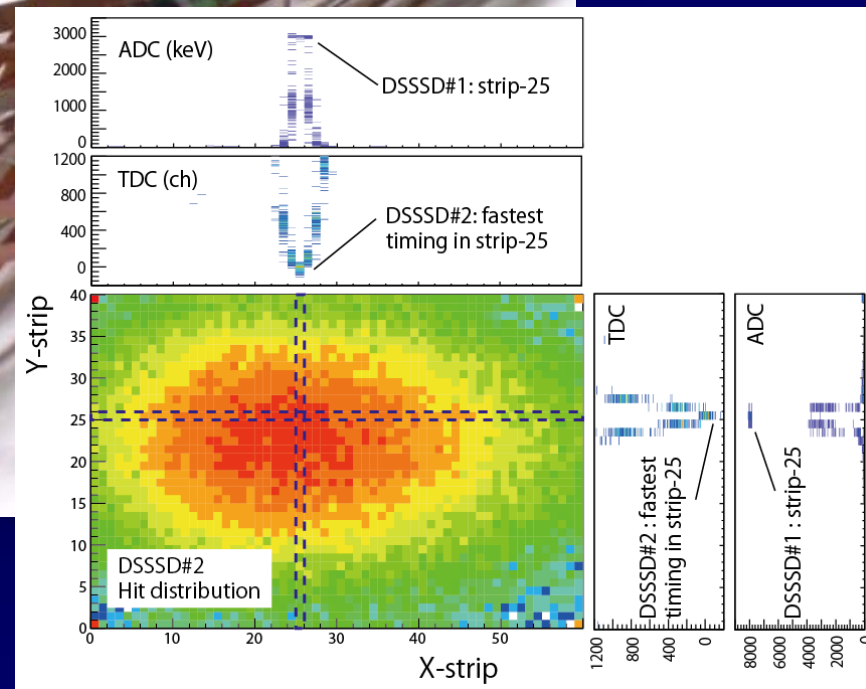 3000
2000
1000
0
ADC (keV)
DSSSD#1: strip-25
1200
800
400
0
TDC (ch)
DSSSD#2: fastest
timing in strip-25
Y-strip
40
35
30
25
20
15
10
5
0
DSSSD#2
Hit distribution
0 10 20 30 40 50
X-strip
TDC
DSSSD#2 : fastest
timing in strip-25
1200 800 400 0
ADC
DSSSD#1 : strip-25
8000 6000 4000 2000 0